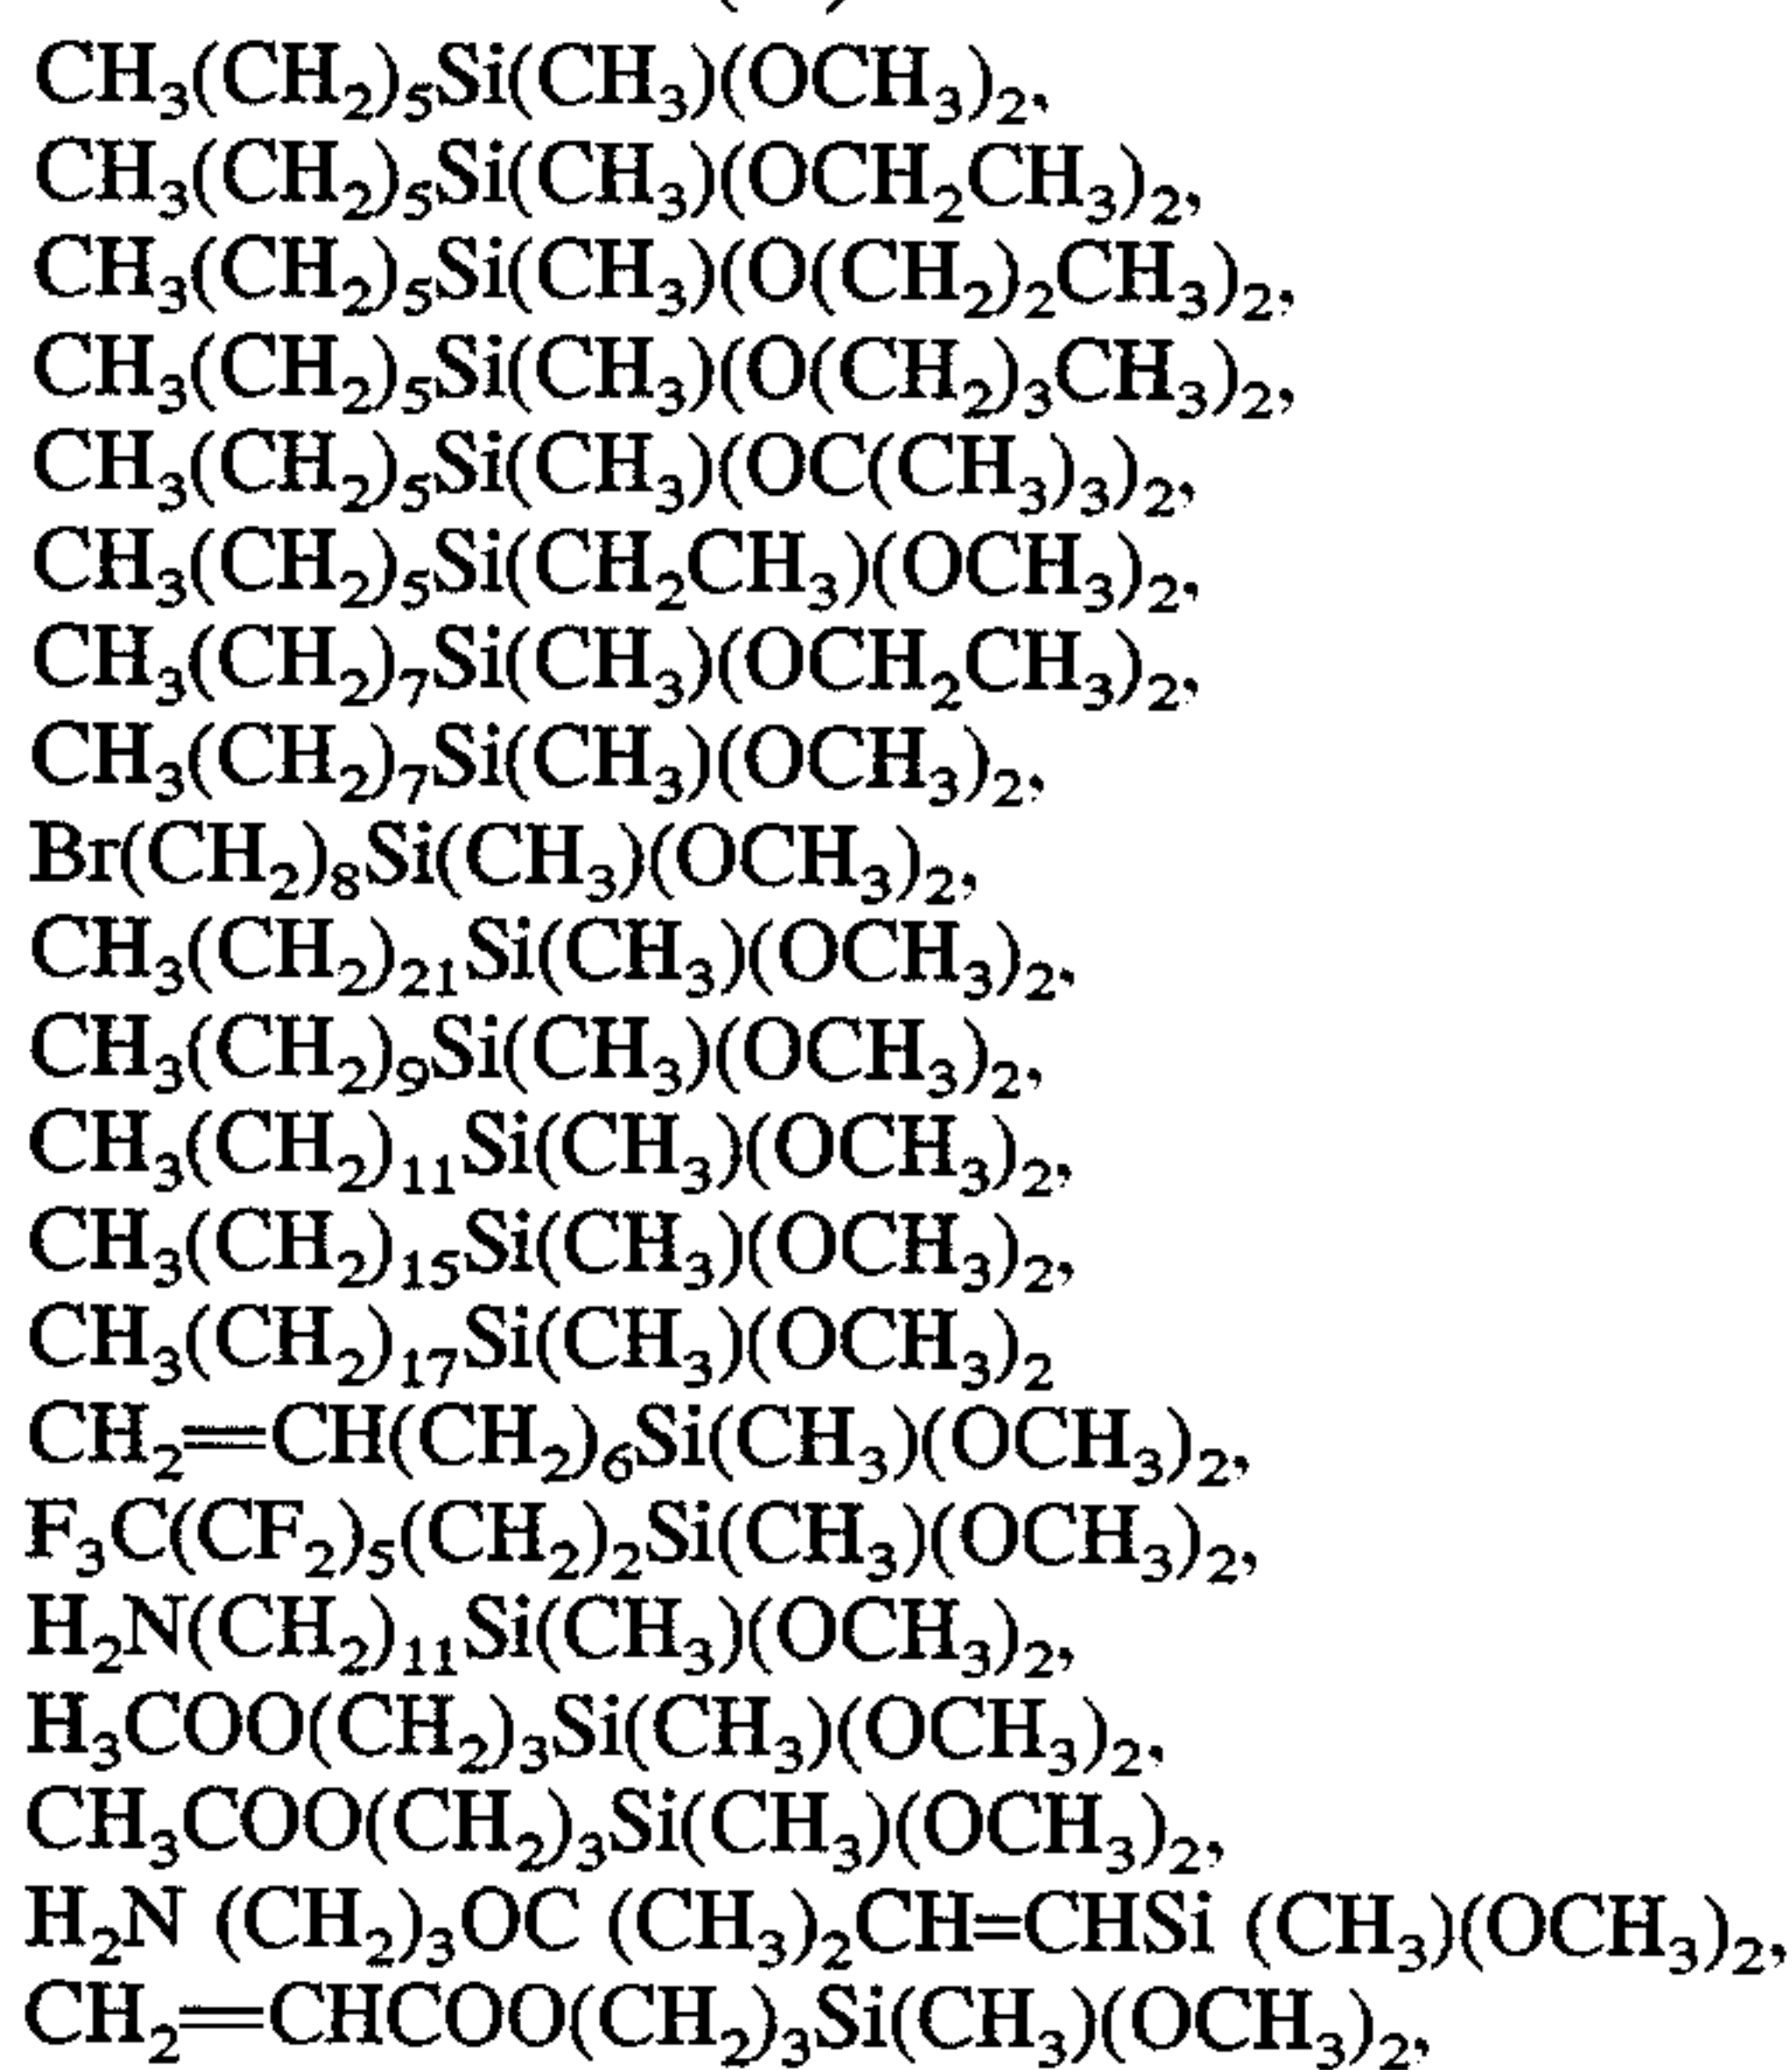 CH₃(CH₂)₅Si(CH₃)(OCH₃)₂,
CH₃(CH₂)₅Si(CH₃)(OCH₂CH₃)₂,
CH₃(CH₂)₅Si(CH₃)(O(CH₂)₂CH₃)₂,
CH₃(CH₂)₅Si(CH₃)(O(CH₂)₃CH₃)₂,
CH₃(CH₂)₅Si(CH₃)(OC(CH₃)₃)₂,
CH₃(CH₂)₅Si(CH₂CH₃)(OCH₃)₂,
CH₃(CH₂)₇Si(CH₃)(OCH₂CH₃)₂,
CH₃(CH₂)₇Si(CH₃)(OCH₃)₂,
Br(CH₂)₈Si(CH₃)(OCH₃)₂,
CH₃(CH₂)₂₁Si(CH₃)(OCH₃)₂,
CH₃(CH₂)₉Si(CH₃)(OCH₃)₂,
CH₃(CH₂)₁₁Si(CH₃)(OCH₃)₂,
CH₃(CH₂)₁₅Si(CH₃)(OCH₃)₂,
CH₃(CH₂)₁₇Si(CH₃)(OCH₃)₂
CH₂=CH(CH₂)₆Si(CH₃)(OCH₃)₂,
F₃C(CF₂)₅(CH₂)₂Si(CH₃)(OCH₃)₂,
H₂N(CH₂)₁₁Si(CH₃)(OCH₃)₂,
H₃COO(CH₂)₃Si(CH₃)(OCH₃)₂,
CH₃COO(CH₂)₃Si(CH₃)(OCH₃)₂,
H₂N (CH₂)₃OC (CH₃)₂CH=CHSi (CH₃)(OCH₃)₂,
CH₂=CHCOO(CH₂)₃Si(CH₃)(OCH₃)₂,